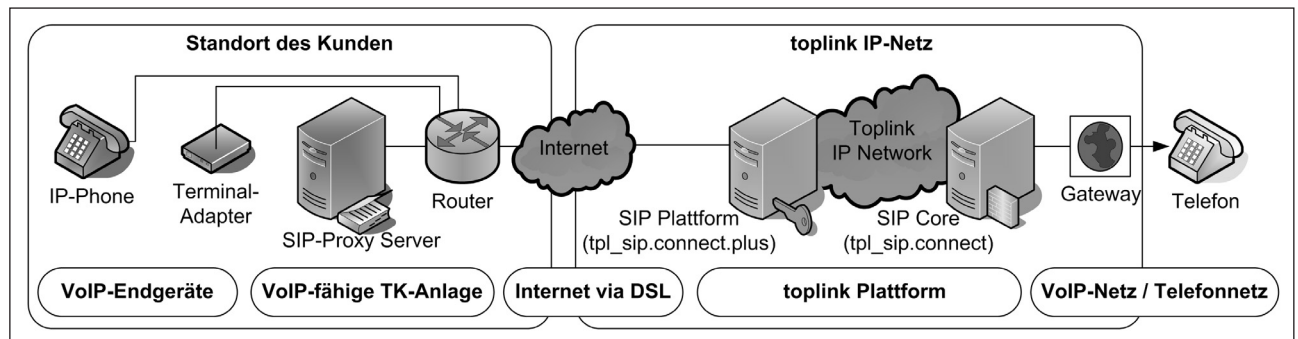 Standort des Kunden
toplink IP-Netz
IP-Phone
Terminal-
Adapter
SIP-Proxy Server
Router
Internet
SIP Plattform
(tpl_sip.connect.plus)
Toplink
IP Network
SIP Core
(tpl_sip.connect)
Gateway
Telefon
VoIP-Endgeräte
VoIP-fähige TK-Anlage
Internet via DSL
toplink Plattform
VoIP-Netz / Telefonnetz